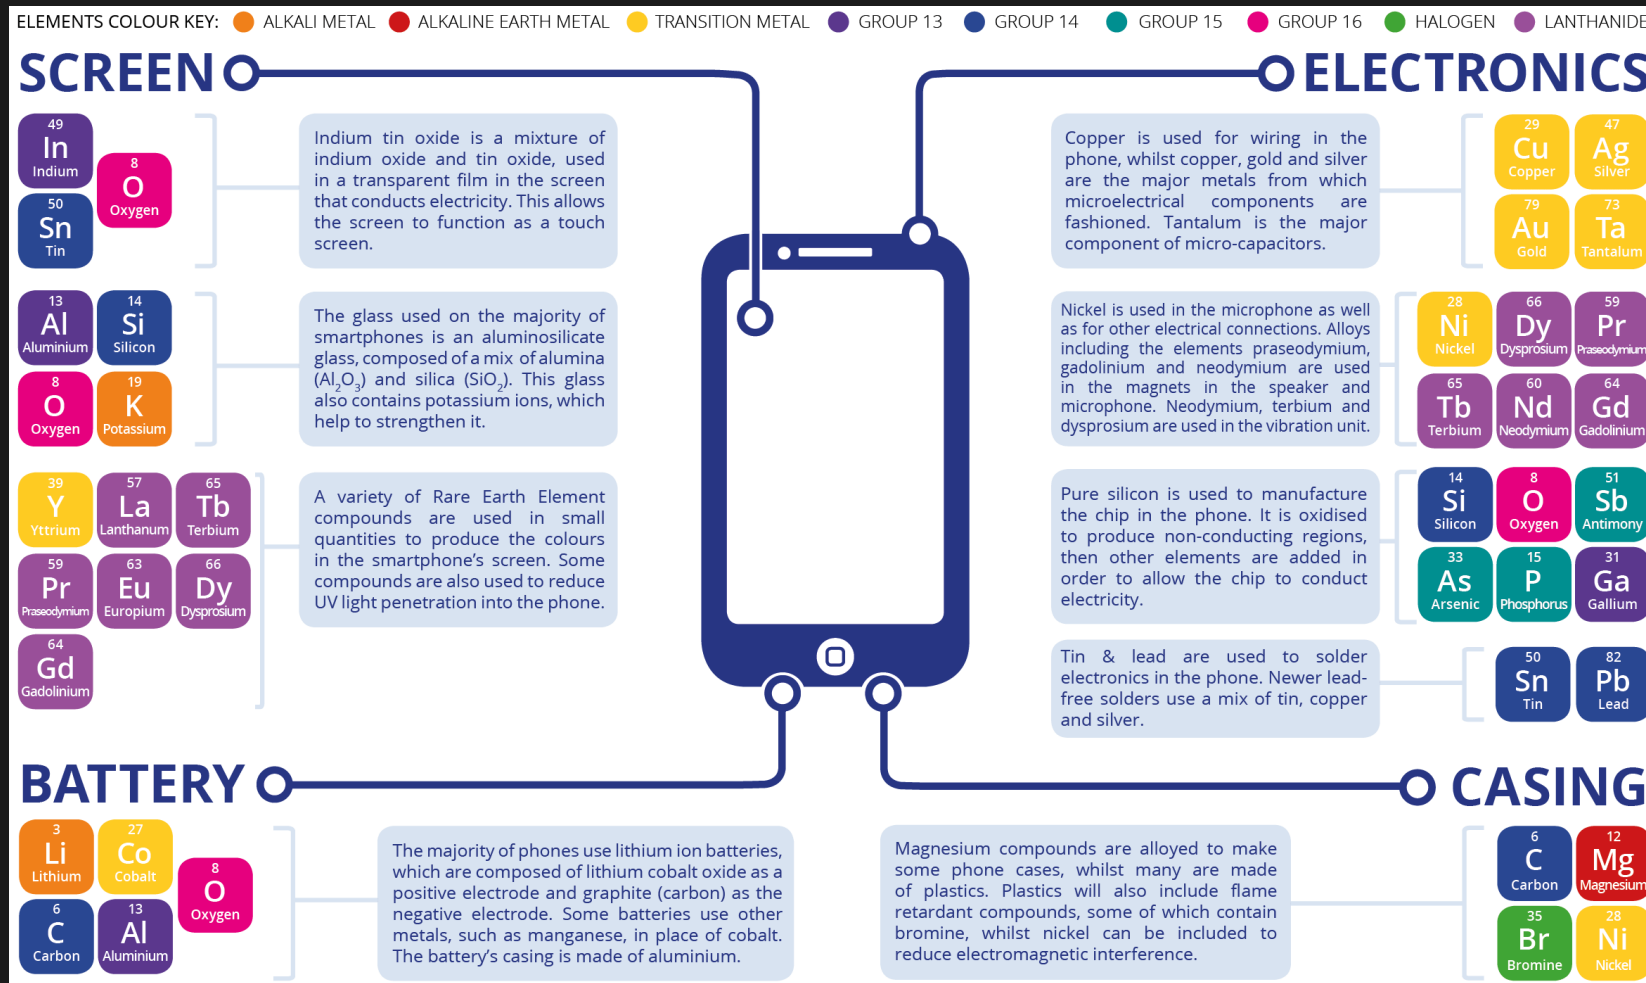 ELEMENTS COLOUR KEY: ALKALI METAL ALKALINE EARTH METAL TRANSITION METAL GROUP 13 GROUP 14 GROUP 15 GROUP 16 HALOGEN LANTHANIDE
SCREEN
49
In
Indium
8
O
Oxygen
50
Sn
Tin
Indium tin oxide is a mixture of
indium oxide and tin oxide, used
in a transparent film in the screen
that conducts electricity. This allows
the screen to function as a touch
screen.
13
Al
Aluminium
14
Si
Silicon
8
O
Oxygen
19
K
Potassium
The glass used on the majority of
smartphones is an aluminosilicate
glass, composed of a mix of alumina
(Al2O3) and silica (SiO2). This glass
also contains potassium ions, which
help to strengthen it.
39
Y
Yttrium
57
La
Lanthanum
65
Tb
Terbium
59
Pr
Praseodymium
63
Eu
Europium
66
Dy
Dysprosium
64
Gd
Gadolinium
A variety of Rare Earth Element
compounds are used in small
quantities to produce the colours
in the smartphone's screen. Some
compounds are also used to reduce
UV light penetration into the phone.
ELECTRONICS
Copper is used for wiring in the
phone, whilst copper, gold and silver
are the major metals from which
microelectrical components are
fashioned. Tantalum is the major
component of micro-capacitors.
29
Cu
Copper
47
Ag
Silver
79
Au
Gold
73
Ta
Tantalum
Nickel is used in the microphone as well
as for other electrical connections. Alloys
including the elements praseodymium,
gadolinium and neodymium are used
in the magnets in the speaker and
microphone. Neodymium, terbium and
dysprosium are used in the vibration unit.
28
Ni
Nickel
66
Dy
Dysprosium
59
Pr
Praseodymium
65
Tb
Terbium
60
Nd
Neodymium
64
Gd
Gadolinium
Pure silicon is used to manufacture
the chip in the phone. It is oxidised
to produce non-conducting regions,
then other elements are added in
order to allow the chip to conduct
electricity.
14
Si
Silicon
8
O
Oxygen
51
Sb
Antimony
33
As
Arsenic
15
P
Phosphorus
31
Ga
Gallium
Tin & lead are used to solder
electronics in the phone. Newer lead-
free solders use a mix of tin, copper
and silver.
50
Sn
Tin
82
Pb
Lead
BATTERY
3
Li
Lithium
27
Co
Cobalt
8
O
Oxygen
6
C
Carbon
13
Al
Aluminium
The majority of phones use lithium ion batteries,
which are composed of lithium cobalt oxide as a
positive electrode and graphite (carbon) as the
negative electrode. Some batteries use other
metals, such as manganese, in place of cobalt.
The battery's casing is made of aluminium.
CASING
Magnesium compounds are alloyed to make
some phone cases, whilst many are made
of plastics. Plastics will also include flame
retardant compounds, some of which contain
bromine, whilst nickel can be included to
reduce electromagnetic interference.
6
C
Carbon
12
Mg
Magnesium
35
Br
Bromine
28
Ni
Nickel